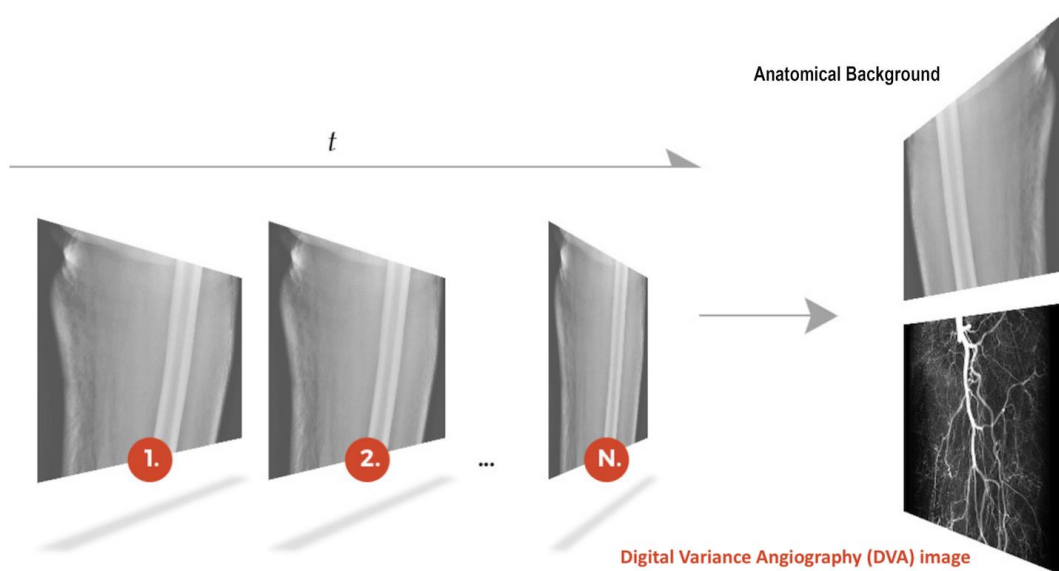 Anatomical Background
t
1.
2.
...
N.
Digital Variance Angiography (DVA) image